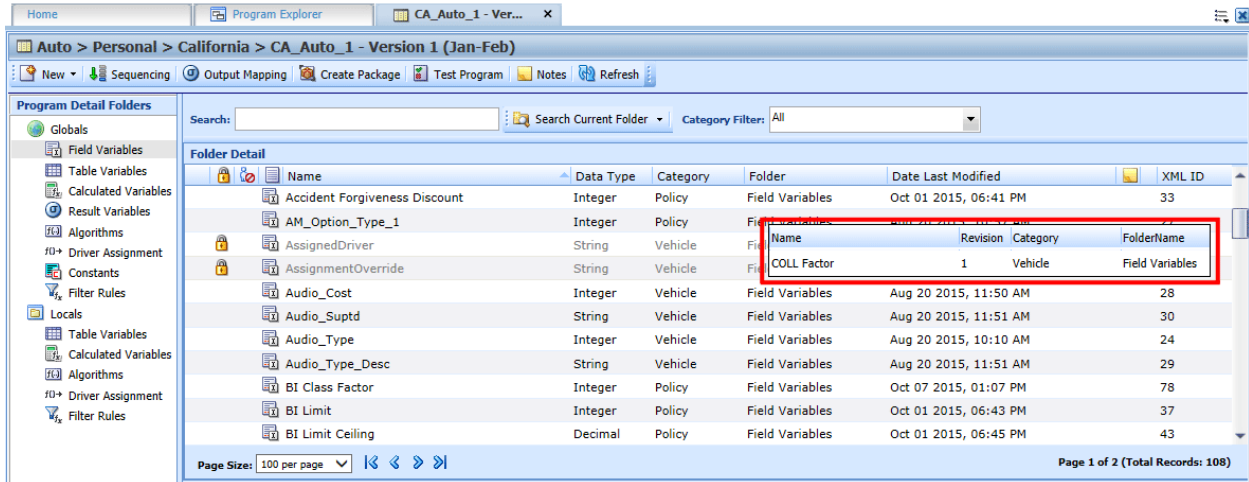 Home Program Explorer CA_Auto_1 - Ver... x
Auto > Personal > California > CA_Auto_1 - Version 1 (Jan-Feb)
New Sequencing Output Mapping Create Package Test Program Notes Refresh
Program Detail Folders
Globals
Field Variables
Table Variables
Calculated Variables
Result Variables
Algorithms
Driver Assignment
Constants
Filter Rules
Locals
Table Variables
Calculated Variables
Algorithms
Driver Assignment
Filter Rules
Search: Search Current Folder Category Filter: All
Folder Detail
Name Data Type Category Folder Date Last Modified XML ID
Accident Forgiveness Discount Integer Policy Field Variables Oct 01 2015, 06:41 PM 33
AM_Option_Type_1 Integer Vehicle
AssignedDriver String Vehicle
AssignmentOverride String Vehicle
Name Revision Category FolderName
COLL Factor 1 Vehicle Field Variables
Audio_Cost Integer Vehicle Field Variables Aug 20 2015, 11:50 AM 28
Audio_Suptd String Vehicle Field Variables Aug 20 2015, 11:51 AM 30
Audio_Type Integer Vehicle Field Variables Aug 20 2015, 10:10 AM 24
Audio_Type_Desc String Vehicle Field Variables Aug 20 2015, 11:51 AM 29
BI Class Factor Integer Policy Field Variables Oct 07 2015, 01:07 PM 78
BI Limit Integer Policy Field Variables Oct 01 2015, 06:43 PM 37
BI Limit Ceiling Decimal Policy Field Variables Oct 01 2015, 06:45 PM 43
Page Size: 100 per page Page 1 of 2 (Total Records: 108)